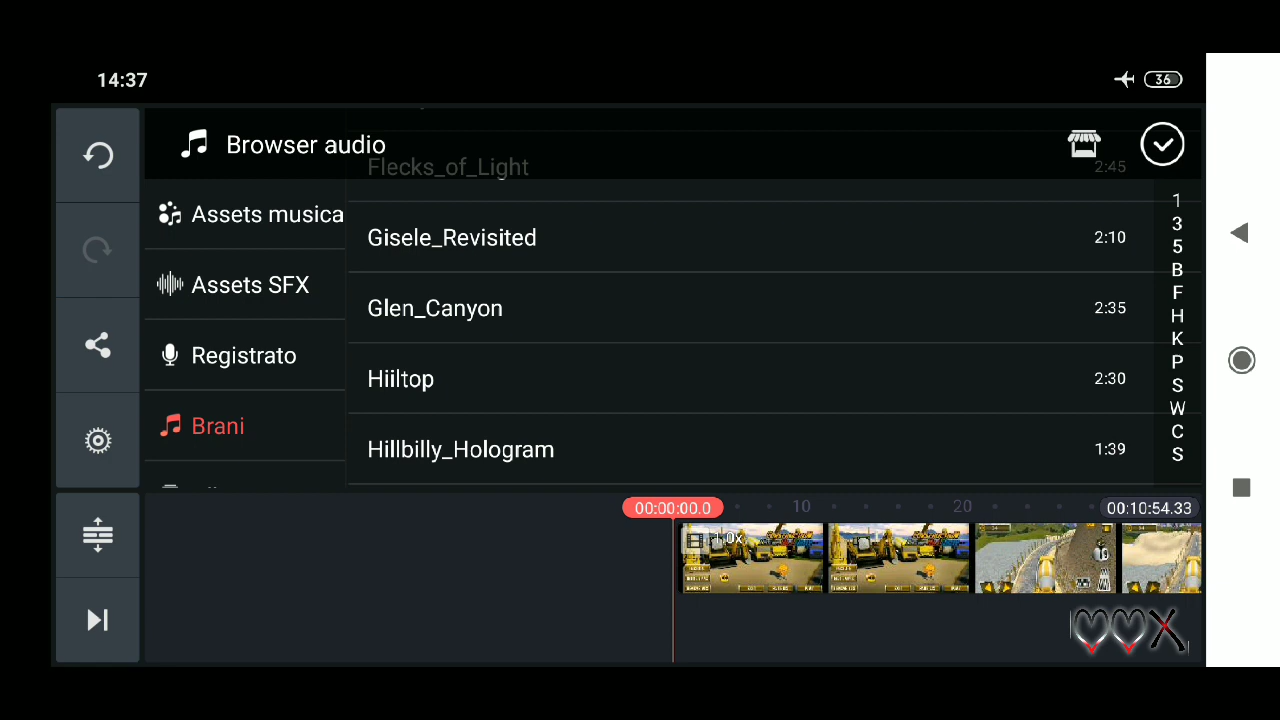 14:37
36
Browser audio
Flecks_of_Light 2:45
Assets musica
Gisele_Revisited 2:10
Assets SFX
Glen_Canyon 2:35
Registrato
Hiiltop 2:30
Brani
Hillbilly_Hologram 1:39
1
3
5
B
F
H
K
P
S
W
C
S
00:00:00.0
10
20
00:10:54.33
1.0x